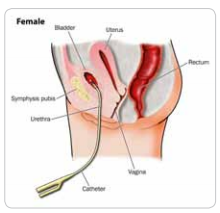 Female
Bladder
Uterus
Rectum
Symphysis pubis
Urethra
Vagina
Catheter